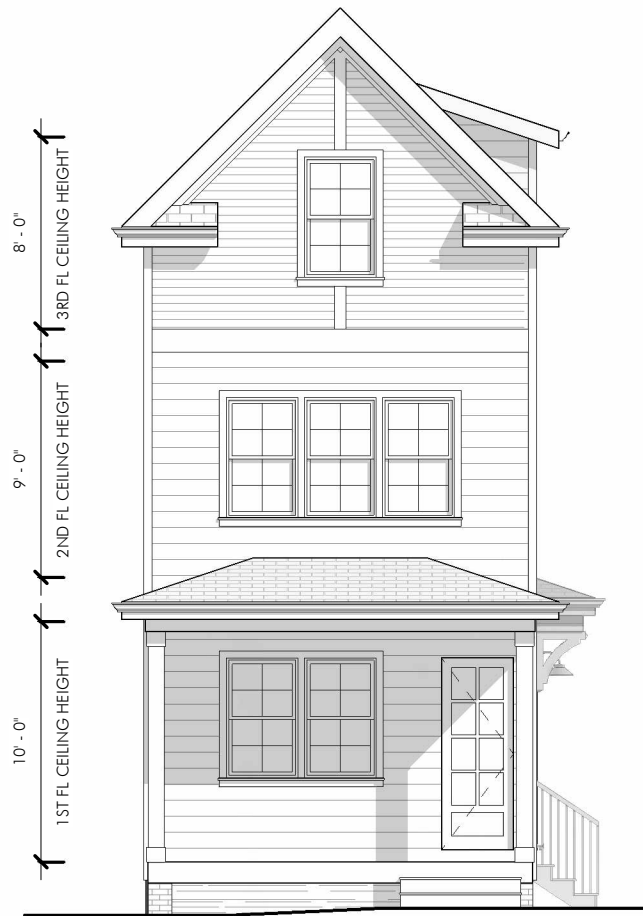 8' - 0"
3RD FL CEILING HEIGHT
9' - 0"
2ND FL CEILING HEIGHT
10' - 0"
1ST FL CEILING HEIGHT